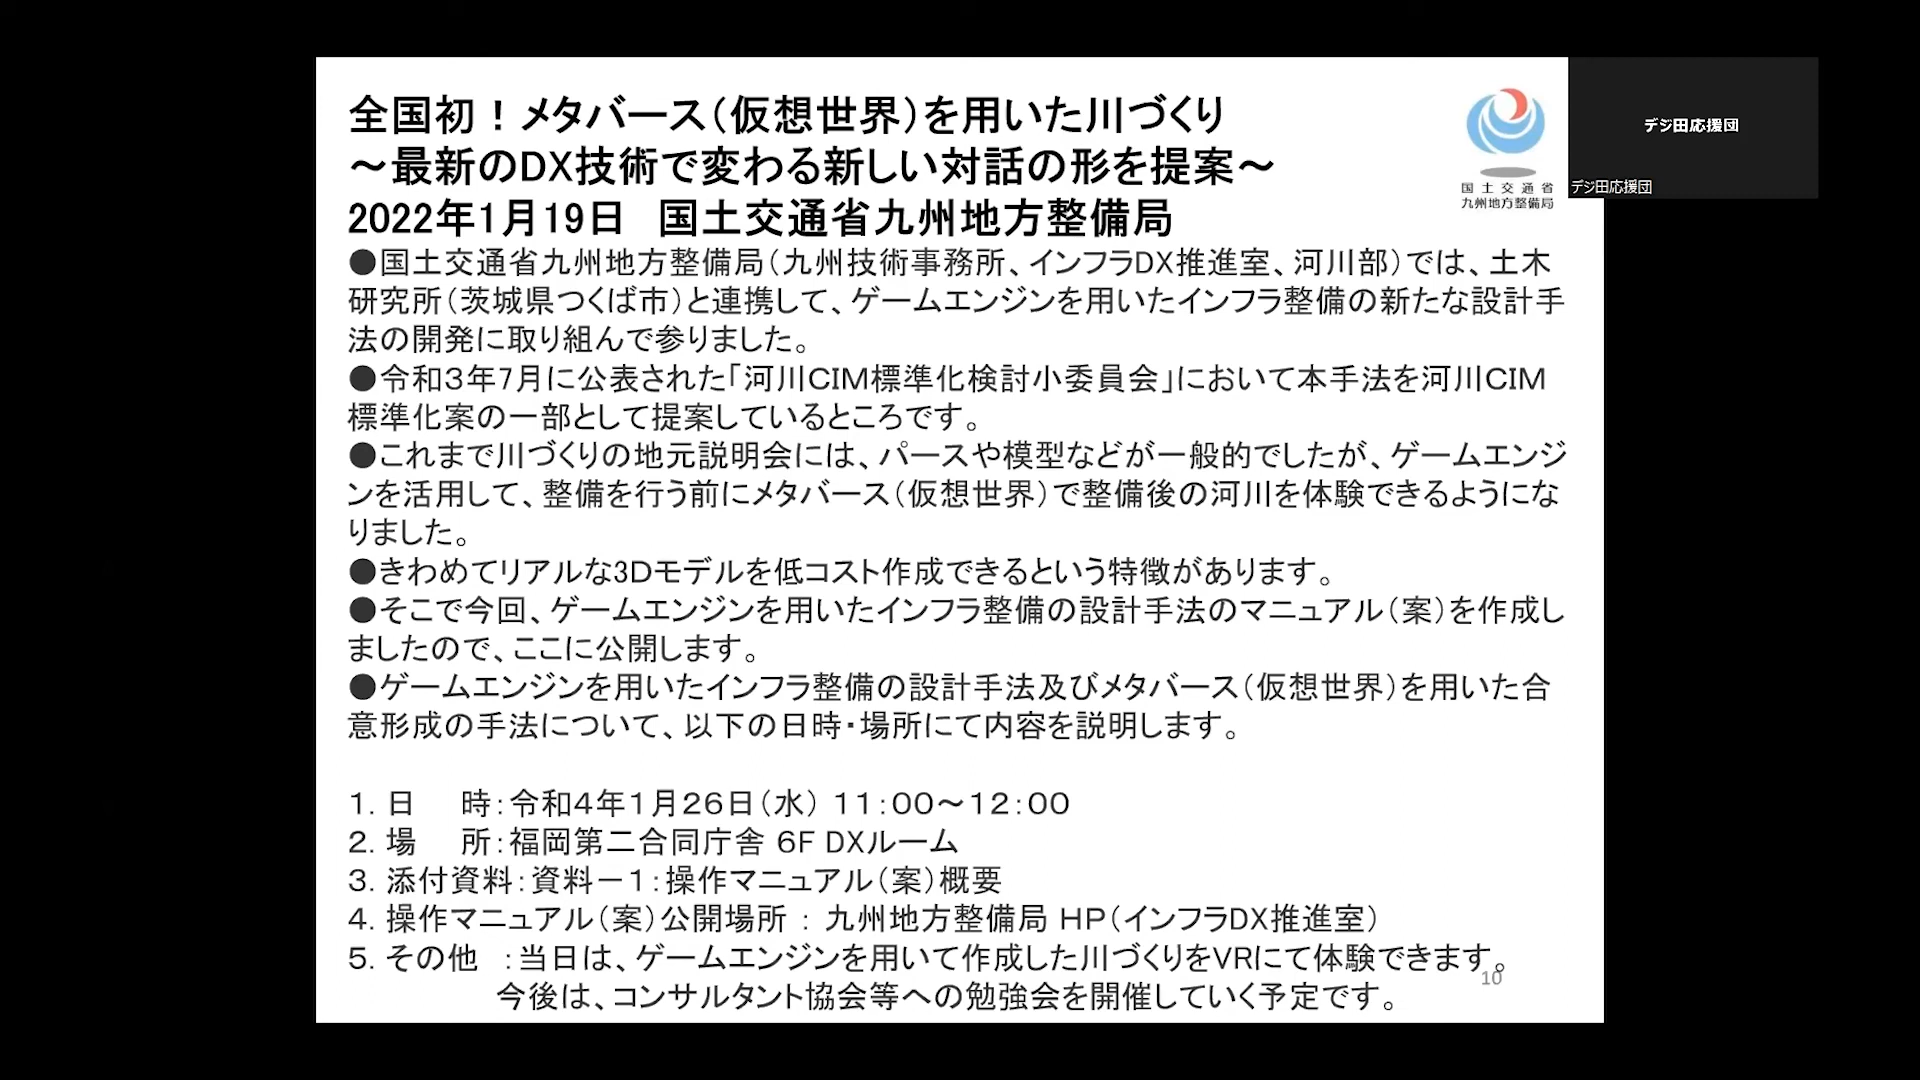 全国初！メタバース（仮想世界）を用いた川づくり
～最新のDX技術で変わる新しい対話の形を提案～
2022年1月19日　国土交通省九州地方整備局
国土交通省
九州地方整備局
デジ田応援団
デジ田応援団
●国土交通省九州地方整備局（九州技術事務所、インフラDX推進室、河川部）では、土木
研究所（茨城県つくば市）と連携して、ゲームエンジンを用いたインフラ整備の新たな設計手
法の開発に取り組んで参りました。
●令和３年7月に公表された「河川CIM標準化検討小委員会」において本手法を河川CIM
標準化案の一部として提案しているところです。
●これまで川づくりの地元説明会には、パースや模型などが一般的でしたが、ゲームエンジ
ンを活用して、整備を行う前にメタバース（仮想世界）で整備後の河川を体験できるようにな
りました。
●きわめてリアルな3Dモデルを低コスト作成できるという特徴があります。
●そこで今回、ゲームエンジンを用いたインフラ整備の設計手法のマニュアル（案）を作成し
ましたので、ここに公開します。
●ゲームエンジンを用いたインフラ整備の設計手法及びメタバース（仮想世界）を用いた合
意形成の手法について、以下の日時・場所にて内容を説明します。
１．日　時：令和４年１月２６日（水）１１：００～１２：００
２．場　所：福岡第二合同庁舎 6F DXルーム
３．添付資料：資料－１：操作マニュアル（案）概要
４．操作マニュアル（案）公開場所 ： 九州地方整備局 HP（インフラDX推進室）
５．その他　：当日は、ゲームエンジンを用いて作成した川づくりをVRにて体験できます。
今後は、コンサルタント協会等への勉強会を開催していく予定です。
10